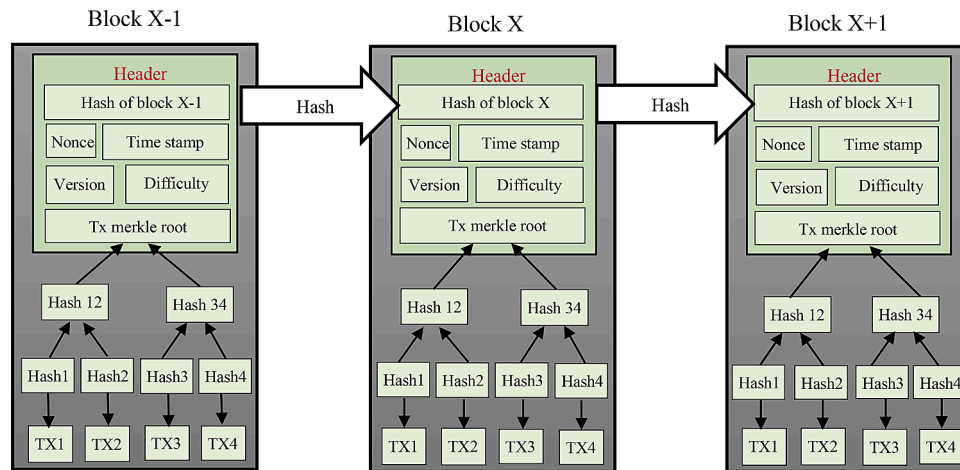 Block X-1
Header
Hash of block X-1
Nonce
Time stamp
Version
Difficulty
Tx merkle root
Hash 12
Hash 34
Hash1
Hash2
Hash3
Hash4
TX1
TX2
TX3
TX4
Hash
Block X
Header
Hash of block X
Nonce
Time stamp
Version
Difficulty
Tx merkle root
Hash 12
Hash 34
Hash1
Hash2
Hash3
Hash4
TX1
TX2
TX3
TX4
Hash
Block X+1
Header
Hash of block X+1
Nonce
Time stamp
Version
Difficulty
Tx merkle root
Hash 12
Hash 34
Hash1
Hash2
Hash3
Hash4
TX1
TX2
TX3
TX4